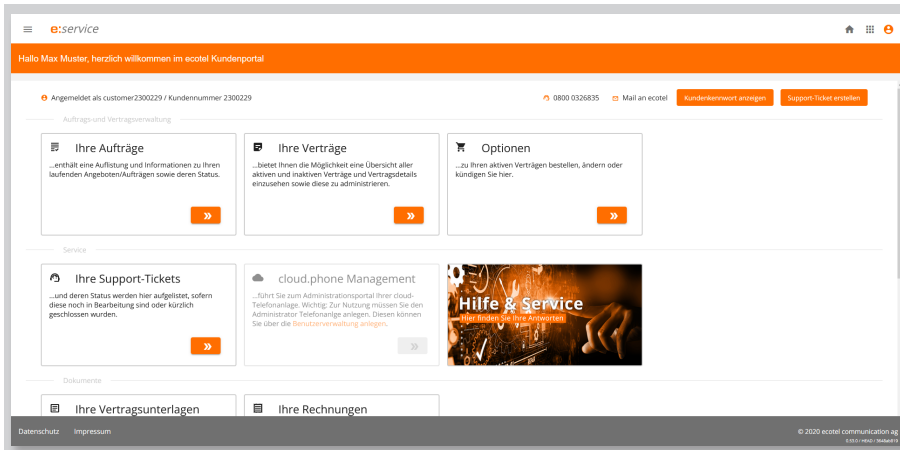 e:service
Hallo Max Muster, herzlich willkommen im ecotel Kundenportal
Angemeldet als customer2300229 / Kundennummer 2300229
0800 0326835
Mail an ecotel
Kundenkennwort anzeigen
Support-Ticket erstellen
Auftrags-und Vertragsverwaltung
Ihre Aufträge
...enthält eine Auflistung und Informationen zu Ihren
laufenden Angeboten/Aufträgen sowie deren Status.
Ihre Verträge
...bietet Ihnen die Möglichkeit eine Übersicht aller
aktiven und inaktiven Verträge und Vertragsdetails
einzusehen sowie diese zu administrieren.
Optionen
...zu Ihren aktiven Verträgen bestellen, ändern oder
kündigen Sie hier.
Service
Ihre Support-Tickets
...und deren Status werden hier aufgelistet, sofern
diese noch in Bearbeitung sind oder kürzlich
geschlossen wurden.
cloud.phone Management
...führt Sie zum Administrationsportal Ihrer cloud-
Telefonanlage. Wichtig: Zur Nutzung müssen Sie den
Administrator Telefonanlge anlegen. Diesen können
Sie über die Benutzerverwaltung anlegen.
Hilfe & Service
Hier finden Sie Ihre Antworten
Dokumente
Ihre Vertragsunterlagen
Ihre Rechnungen
Datenschutz
Impressum
© 2020 ecotel communication ag